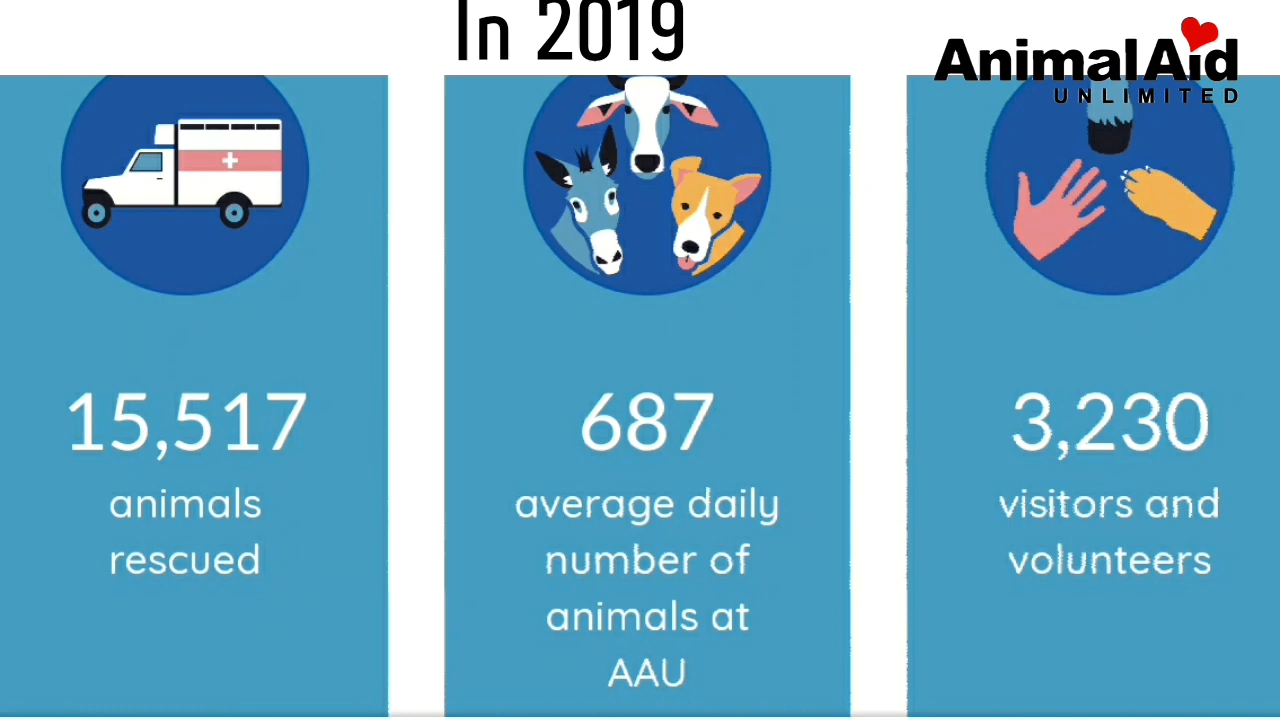 In 2019
Animal Aid
UNLIMITED
15,517
animals
rescued
687
average daily
number of
animals at
AAU
3,230
visitors and
volunteers